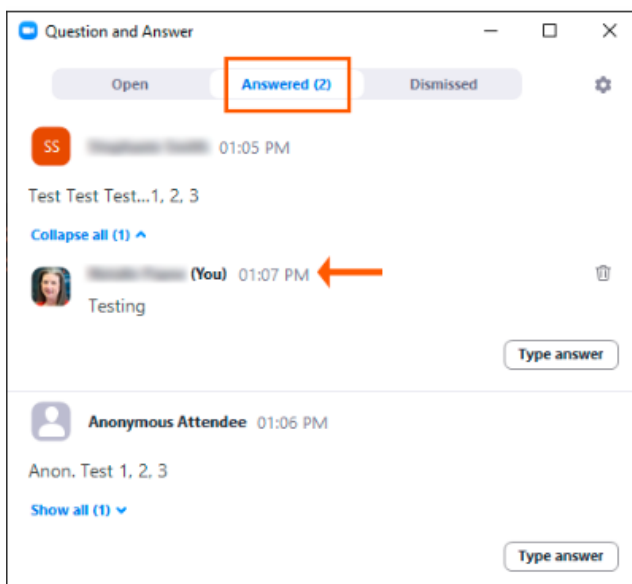 Question and Answer
Open Answered (2) Dismissed
SS 01:05 PM
Test Test Test...1, 2, 3
Collapse all (1)
(You) 01:07 PM
Testing
Type answer
Anonymous Attendee 01:06 PM
Anon. Test 1, 2, 3
Show all (1)
Type answer